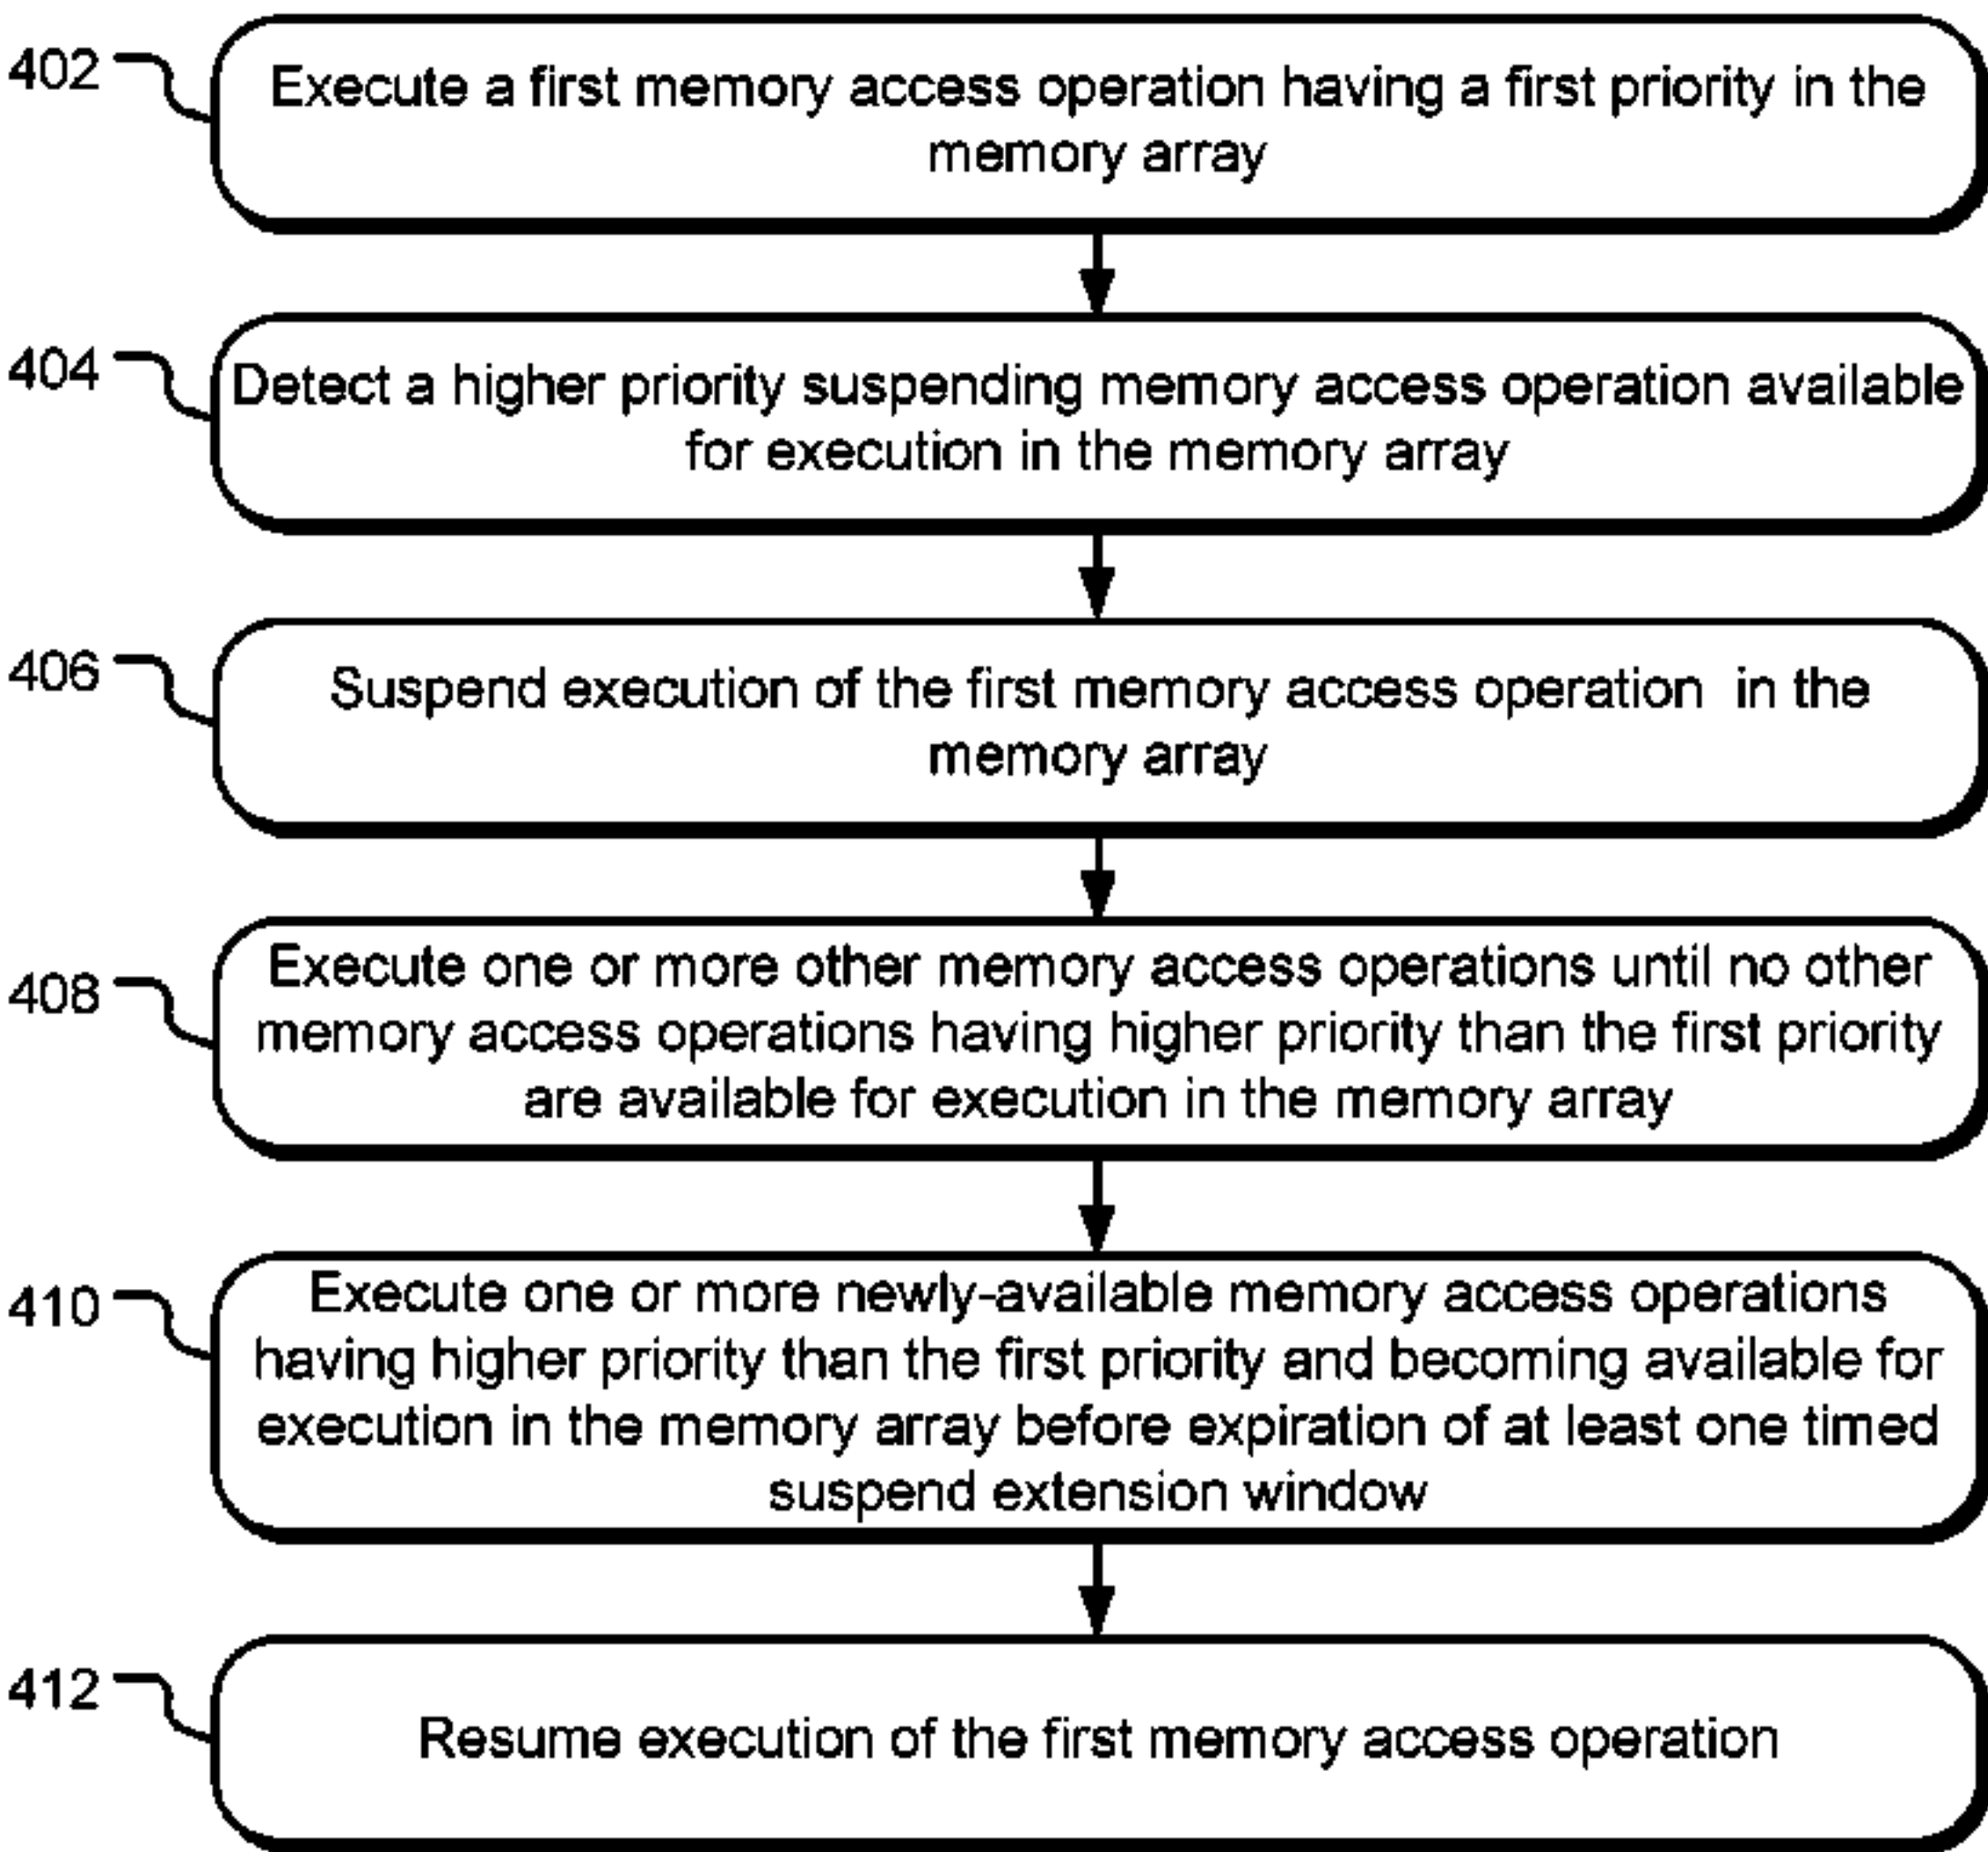 402
Execute a first memory access operation having a first priority in the
memory array
404
Detect a higher priority suspending memory access operation available
for execution in the memory array
406
Suspend execution of the first memory access operation in the
memory array
408
Execute one or more other memory access operations until no other
memory access operations having higher priority than the first priority
are available for execution in the memory array
410
Execute one or more newly-available memory access operations
having higher priority than the first priority and becoming available for
execution in the memory array before expiration of at least one timed
suspend extension window
412
Resume execution of the first memory access operation